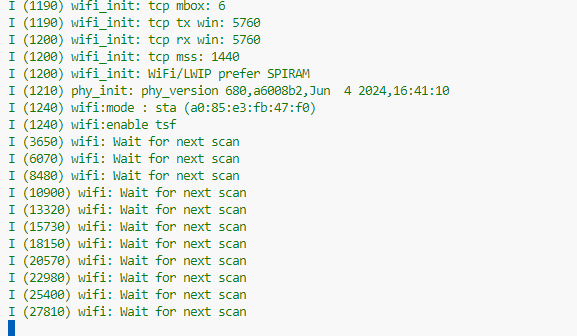 I (1190) wifi_init: tcp mbox: 6
I (1190) wifi_init: tcp tx win: 5760
I (1200) wifi_init: tcp rx win: 5760
I (1200) wifi_init: tcp mss: 1440
I (1200) wifi_init: WiFi/LWIP prefer SPIRAM
I (1210) phy_init: phy_version 680,a6008b2,Jun  4 2024,16:41:10
I (1240) wifi:mode : sta (a0:85:e3:fb:47:f0)
I (1240) wifi:enable tsf
I (3650) wifi: Wait for next scan
I (6070) wifi: Wait for next scan
I (8480) wifi: Wait for next scan
I (10900) wifi: Wait for next scan
I (13320) wifi: Wait for next scan
I (15730) wifi: Wait for next scan
I (18150) wifi: Wait for next scan
I (20570) wifi: Wait for next scan
I (22980) wifi: Wait for next scan
I (25400) wifi: Wait for next scan
I (27810) wifi: Wait for next scan